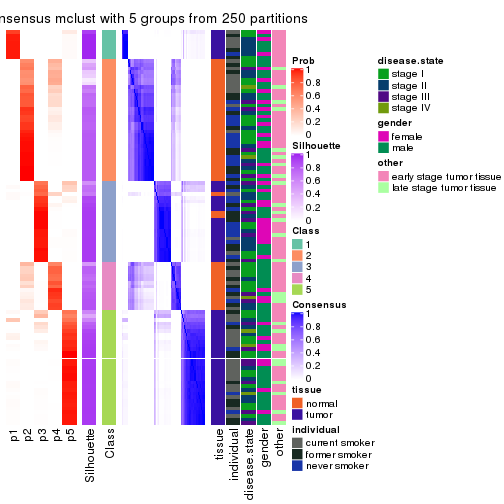 nsensus mclust with 5 groups from 250 partitions
Prob
1
0.8
0.6
0.4
0.2
0
Silhouette
1
0.8
0.6
0.4
0.2
0
Class
1
2
3
4
5
Consensus
1
0.8
0.6
0.4
0.2
0
tissue
normal
tumor
individual
current smoker
former smoker
never smoker
disease.state
stage I
stage II
stage III
stage IV
gender
female
male
other
early stage tumor tissue
late stage tumor tissue
p1
p2
p3
p4
p5
Silhouette
Class
tissue
individual
disease.state
gender
other